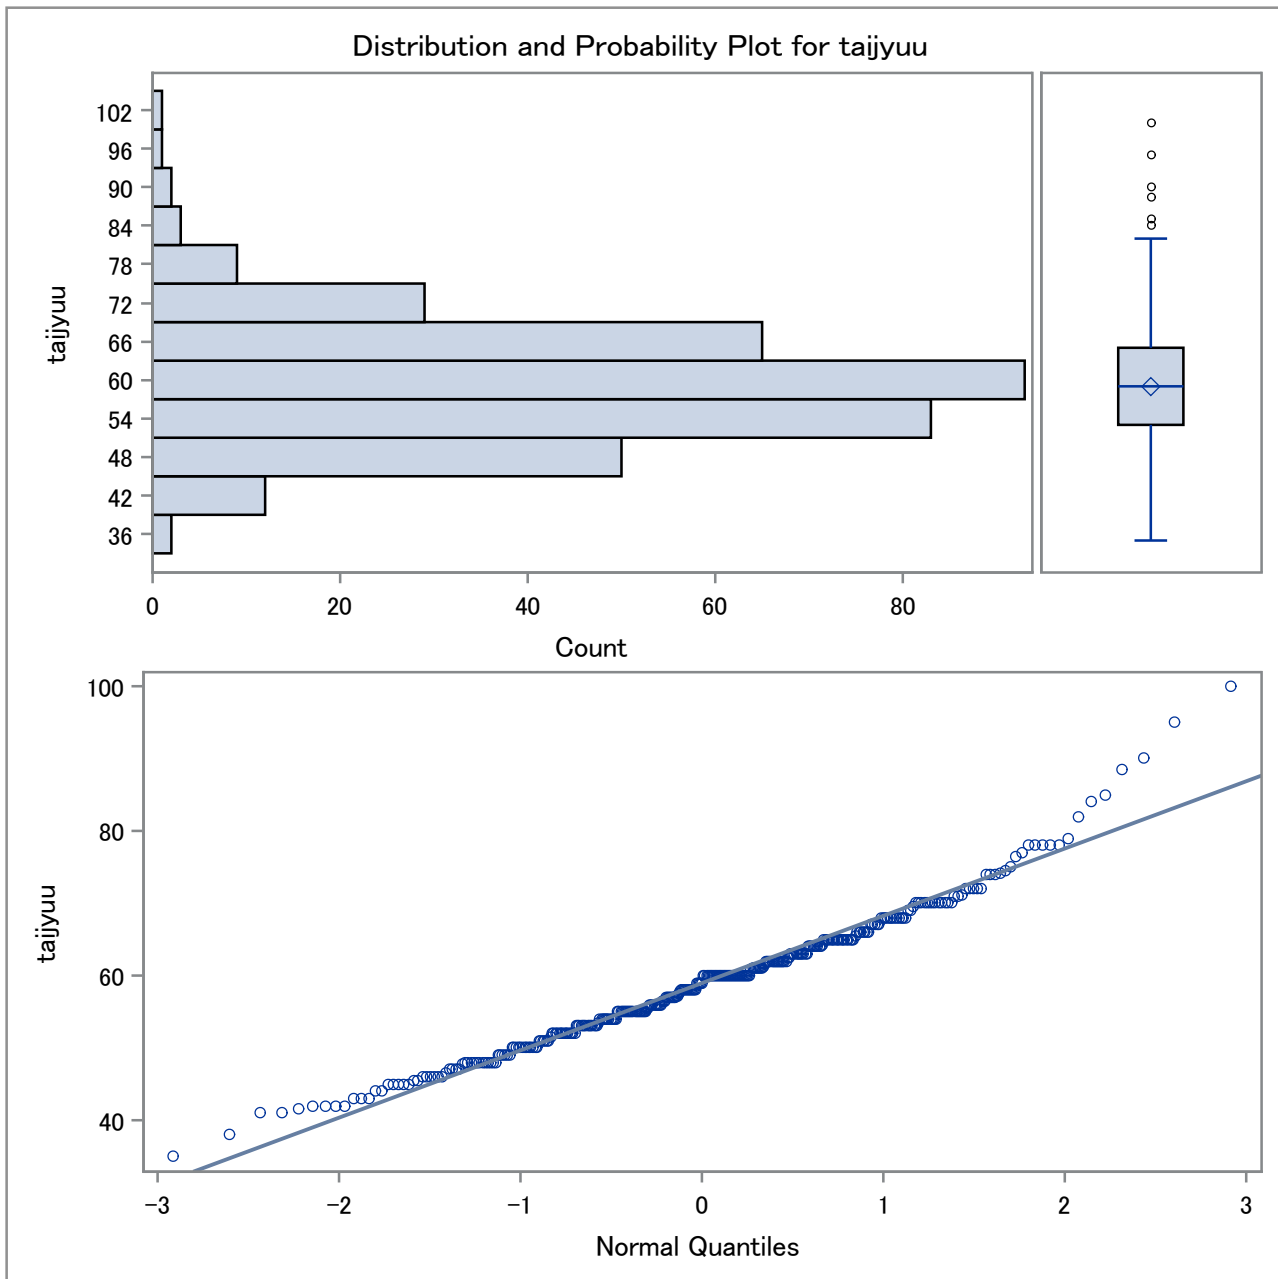 Distribution and Probability Plot for taijyuu
102
96
90
84
78
72
66
60
54
48
42
36
taijyuu
0 20 40 60 80
Count
100
80
60
40
taijyuu
−3 −2 −1 0 1 2 3
Normal Quantiles